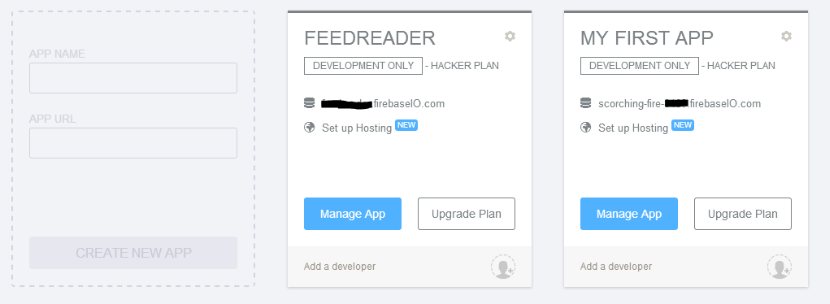 APP NAME
APP URL
CREATE NEW APP
FEEDREADER
DEVELOPMENT ONLY - HACKER PLAN
.firebaseIO.com
Set up Hosting NEW
Manage App Upgrade Plan
Add a developer
MY FIRST APP
DEVELOPMENT ONLY - HACKER PLAN
scorching-fire- .firebaseIO.com
Set up Hosting NEW
Manage App Upgrade Plan
Add a developer